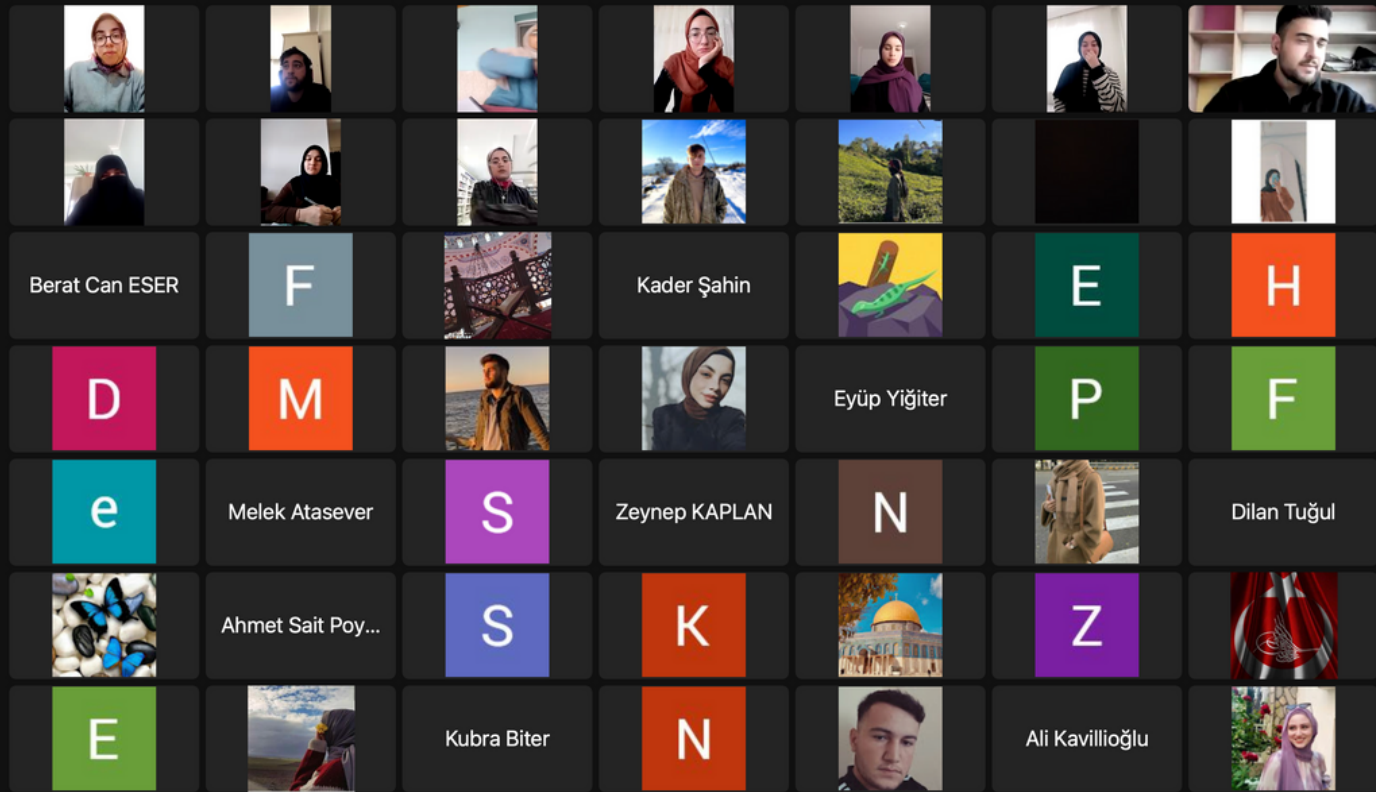 Berat Can ESER
F
Kader Şahin
E
H
D
M
Eyüp Yiğiter
P
F
e
Melek Atasever
S
Zeynep KAPLAN
N
Dilan Tuğul
Ahmet Sait Poy...
S
K
Z
E
Kubra Biter
N
Ali Kavillioğlu